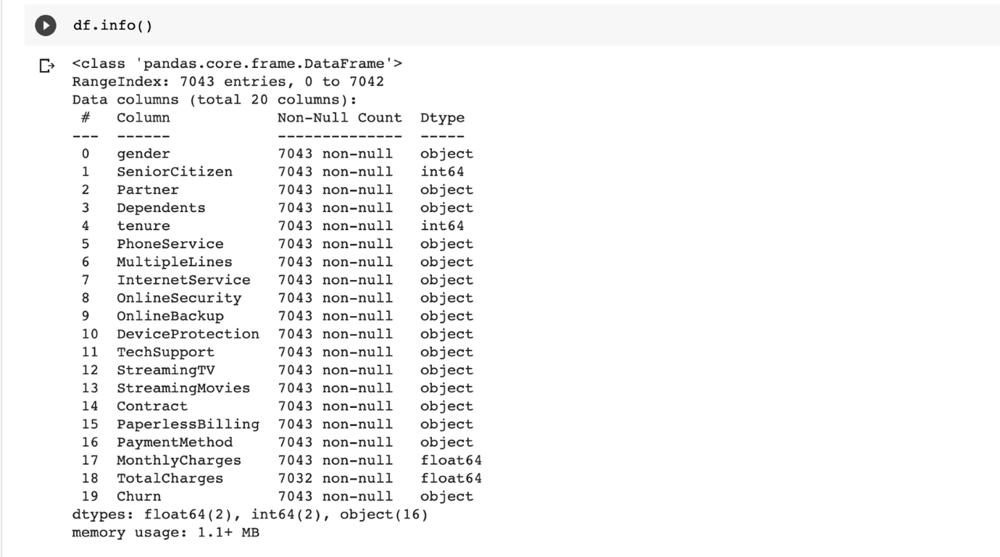 df.info()
<class 'pandas.core.frame.DataFrame'>
RangeIndex: 7043 entries, 0 to 7042
Data columns (total 20 columns):
 #   Column            Non-Null Count  Dtype
---  ------            --------------  -----
 0   gender            7043 non-null   object
 1   SeniorCitizen     7043 non-null   int64
 2   Partner           7043 non-null   object
 3   Dependents        7043 non-null   object
 4   tenure            7043 non-null   int64
 5   PhoneService      7043 non-null   object
 6   MultipleLines     7043 non-null   object
 7   InternetService   7043 non-null   object
 8   OnlineSecurity    7043 non-null   object
 9   OnlineBackup      7043 non-null   object
 10  DeviceProtection  7043 non-null   object
 11  TechSupport       7043 non-null   object
 12  StreamingTV       7043 non-null   object
 13  StreamingMovies   7043 non-null   object
 14  Contract          7043 non-null   object
 15  PaperlessBilling  7043 non-null   object
 16  PaymentMethod     7043 non-null   object
 17  MonthlyCharges    7043 non-null   float64
 18  TotalCharges      7032 non-null   float64
 19  Churn             7043 non-null   object
dtypes: float64(2), int64(2), object(16)
memory usage: 1.1+ MB